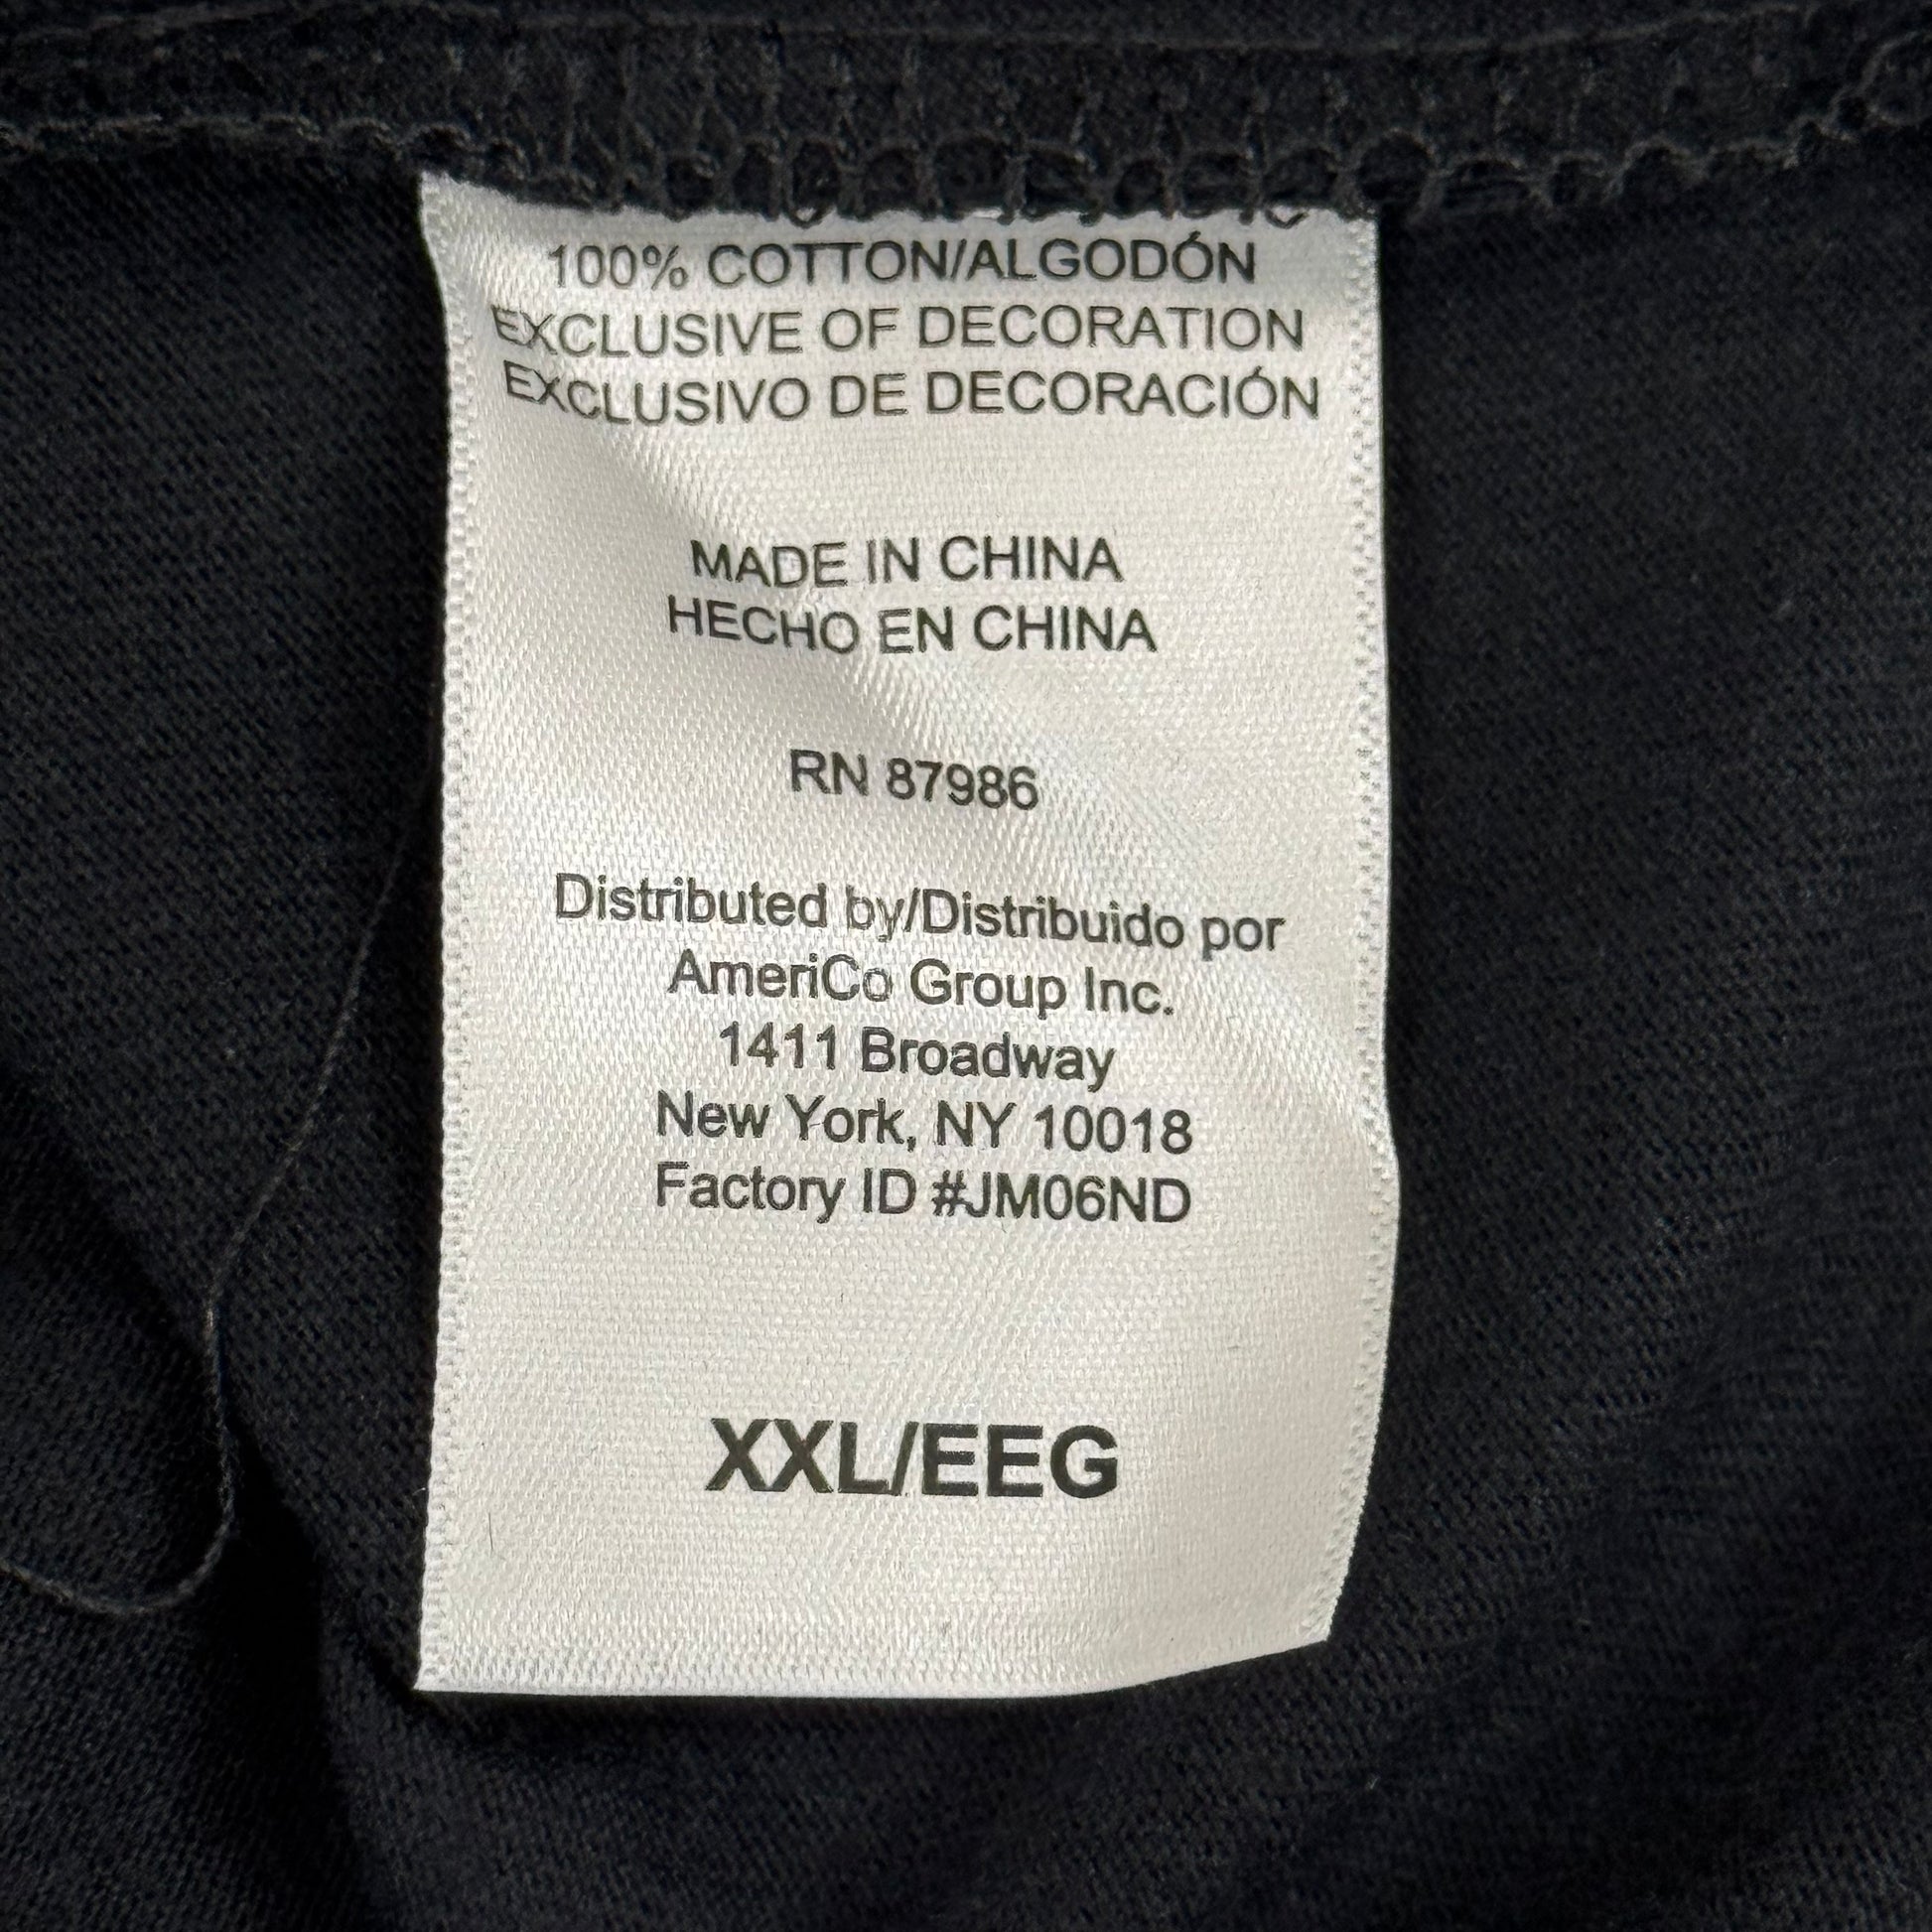 100% COTTON/ALGODÓN
EXCLUSIVE OF DECORATION
EXCLUSIVO DE DECORACIÓN
MADE IN CHINA
HECHO EN CHINA
RN 87986
Distributed by/Distribuido por
AmeriCo Group Inc.
1411 Broadway
New York, NY 10018
Factory ID #JM06ND
XXL/EEG